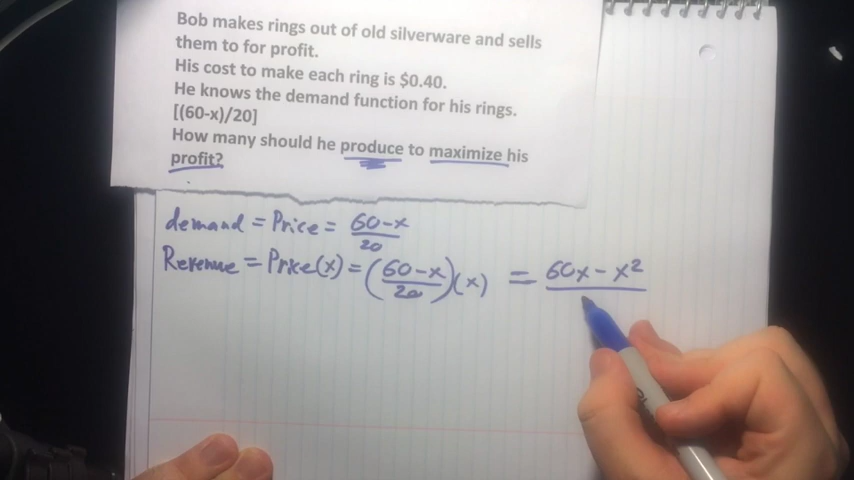 Bob makes rings out of old silverware and sells
them to for profit.
His cost to make each ring is $0.40.
He knows the demand function for his rings.
[(60-x)/20]
How many should he produce to maximize his
profit?
demand = Price = 60-x / 20
Revenue = Price(x) = (60-x / 20)(x) = 60x - x²